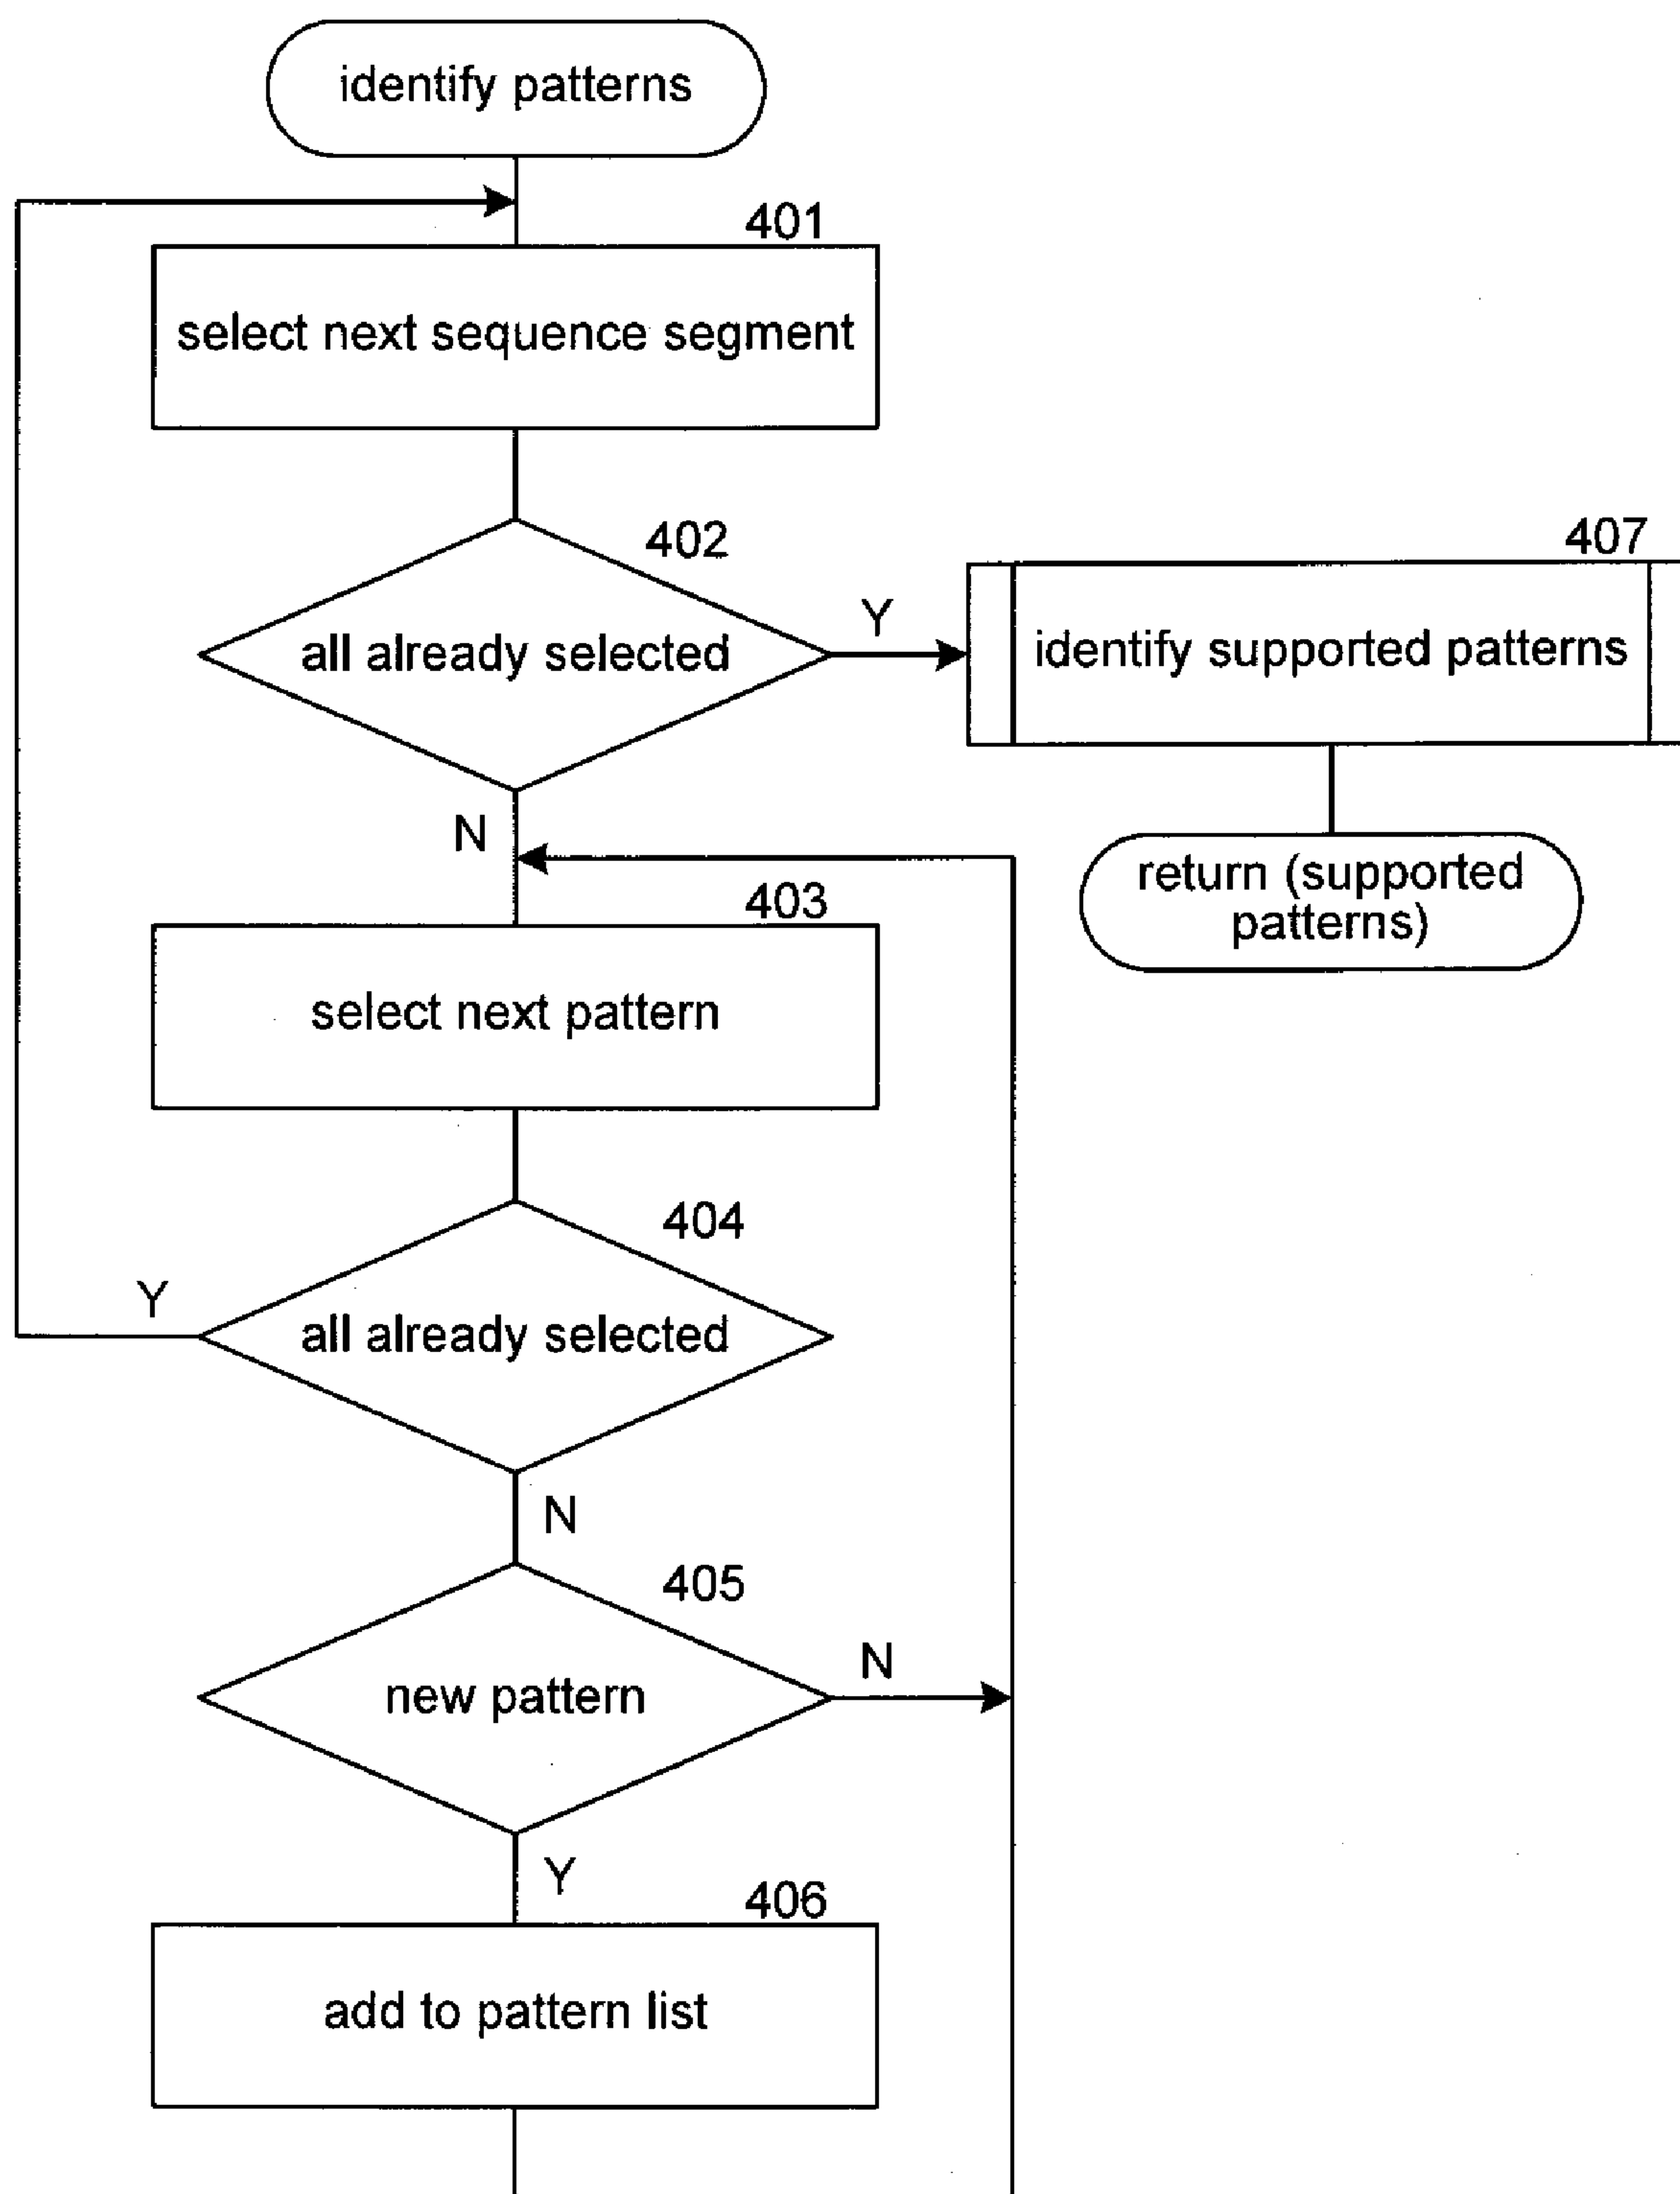 identify patterns
401
select next sequence segment
402
all already selected
Y
407
identify supported patterns
N
return (supported
patterns)
403
select next pattern
404
all already selected
Y
N
405
new pattern
N
Y
406
add to pattern list